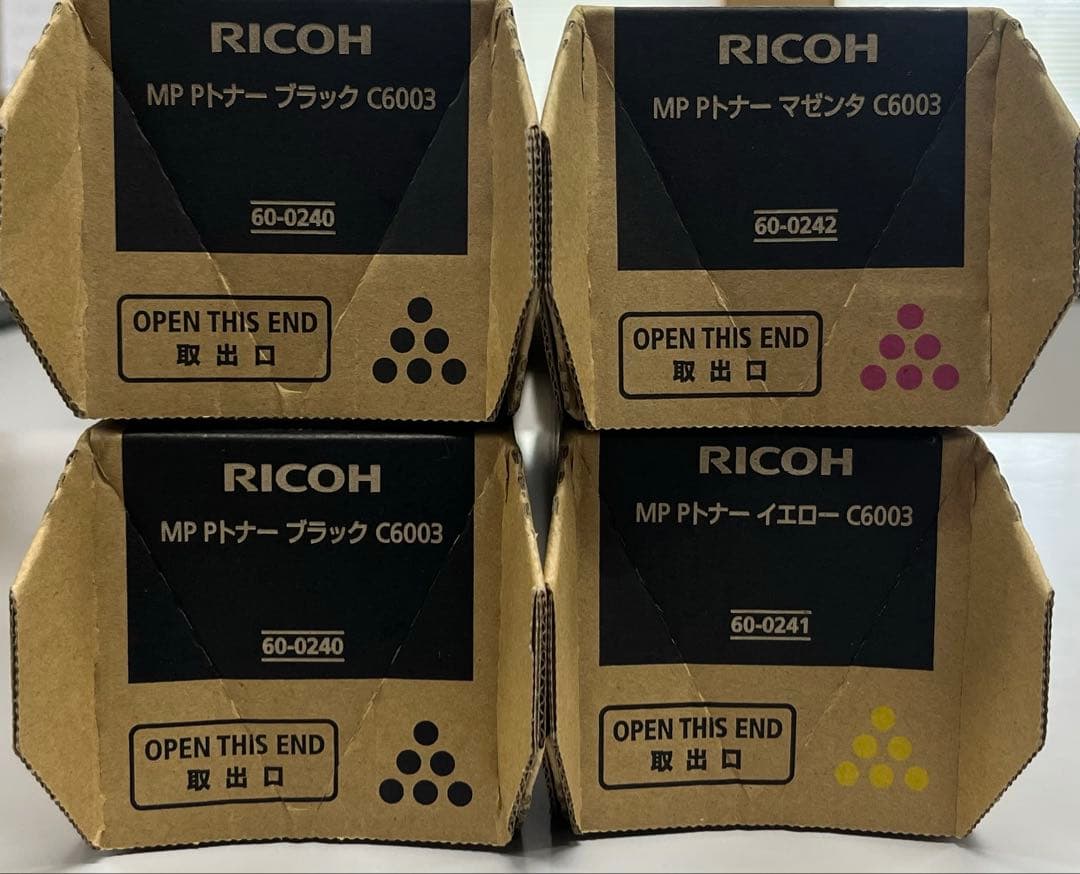 RICOH
MP Pトナー ブラック C6003
60-0240
OPEN THIS END
取出口
RICOH
MP Pトナー マゼンタ C6003
60-0242
OPEN THIS END
取出口
RICOH
MP Pトナー ブラック C6003
60-0240
OPEN THIS END
取出口
RICOH
MP Pトナー イエロー C6003
60-0241
OPEN THIS END
取出口